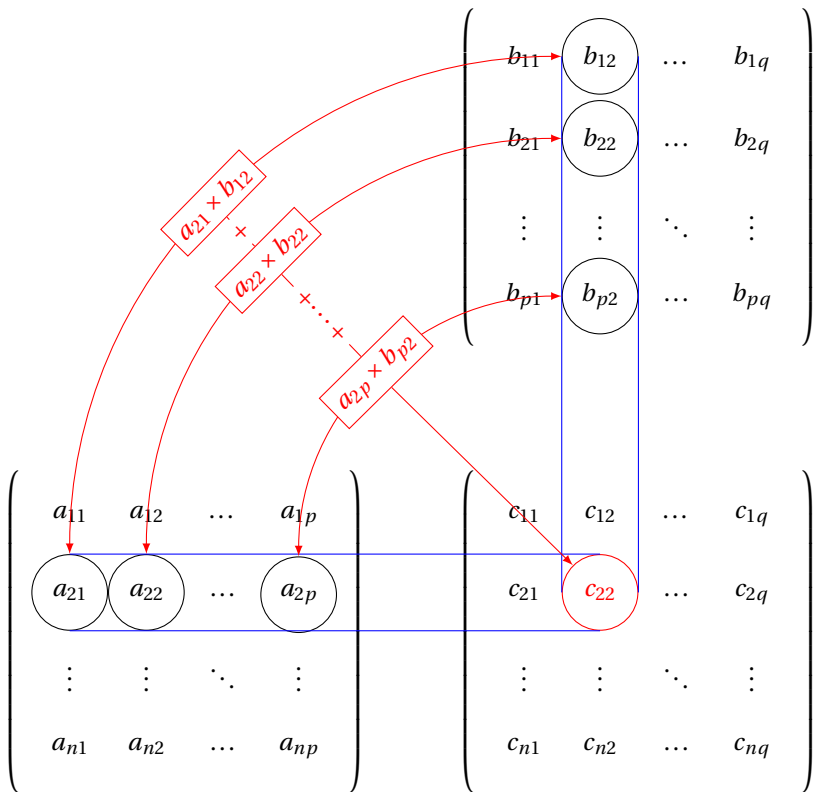 b11 b12 … b1q
b21 b22 … b2q
⋮ ⋮ ⋱ ⋮
bp1 bp2 … bpq
a21 × b12
+
a22 × b22
+ ⋯ +
a2p × bp2
a11 a12 … a1p
a21 a22 … a2p
⋮ ⋮ ⋱ ⋮
an1 an2 … anp
c11 c12 … c1q
c21 c22 … c2q
⋮ ⋮ ⋱ ⋮
cn1 cn2 … cnq